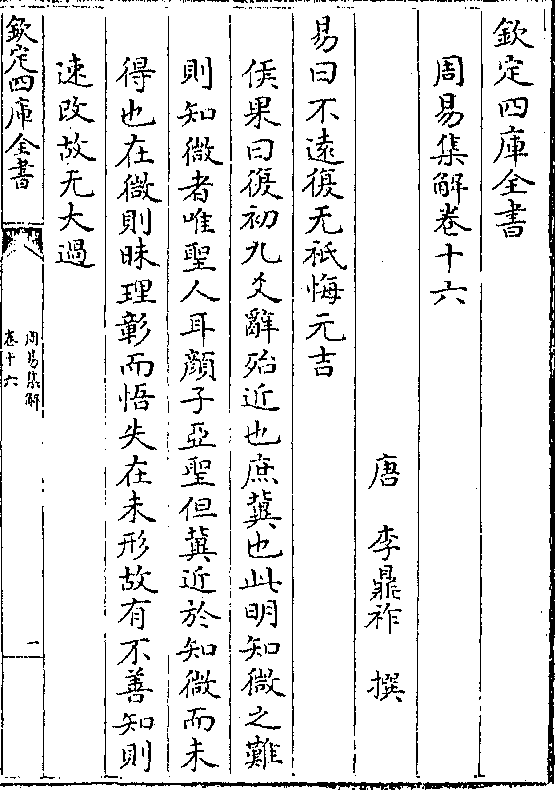 欽定四庫全書
周易集解卷十六
唐　李鼎祚　撰
易曰不遠復无祇悔元吉
侯果曰復初九爻辭殆近也庶冀也此明知微之難
則知微者唯聖人耳顔子亞聖但冀近於知微而未
得也在微則昧理彰而悟失在未形故有不善知則
速改故无大過
欽定四庫全書
周易集解
卷十六
一